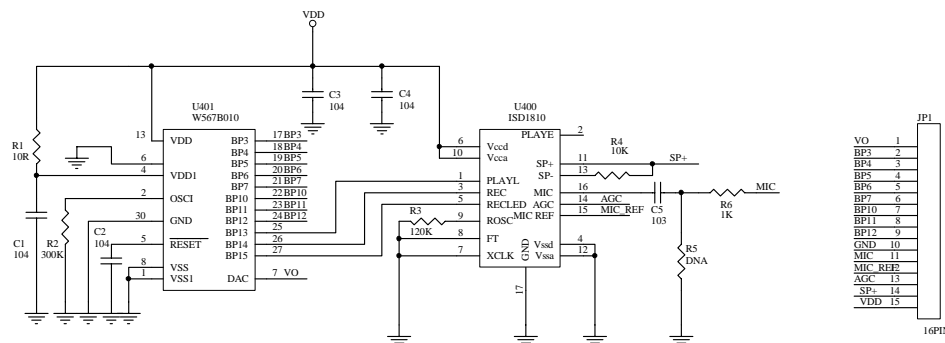 VDD
C3
104
C4
104
U401
W567B010
U400
ISD1810
JP1
R1
10R
13
VDD
6
4
VDD1
2
OSCI
30
GND
5
RESET
8
VSS
1
VSS1
BP3
17
BP3
BP4
18
BP4
BP5
19
BP5
BP6
20
BP6
BP7
21
BP7
BP10
22
BP10
BP11
23
BP11
BP12
24
BP12
BP13
25
BP14
26
BP15
27
DAC
7
VO
C1
104
R2
300K
C2
104
6
Vccd
10
Vcca
1
PLAYL
3
REC
5
RECLED
R3
120K
9
ROSC
8
FT
7
XCLK
PLAYE
2
SP+
11
SP-
13
MIC
16
AGC
14
AGC
MIC REF
15
MIC_REF
Vssd
4
Vssa
12
GND
17
R4
10K
SP+
C5
103
R6
1K
MIC
R5
DNA
VO 1
BP3 2
BP4 3
BP5 4
BP6 5
BP7 6
BP10 7
BP11 8
BP12 9
GND 10
MIC 11
MIC_REF 12
AGC 13
SP+ 14
VDD 15
16PIN